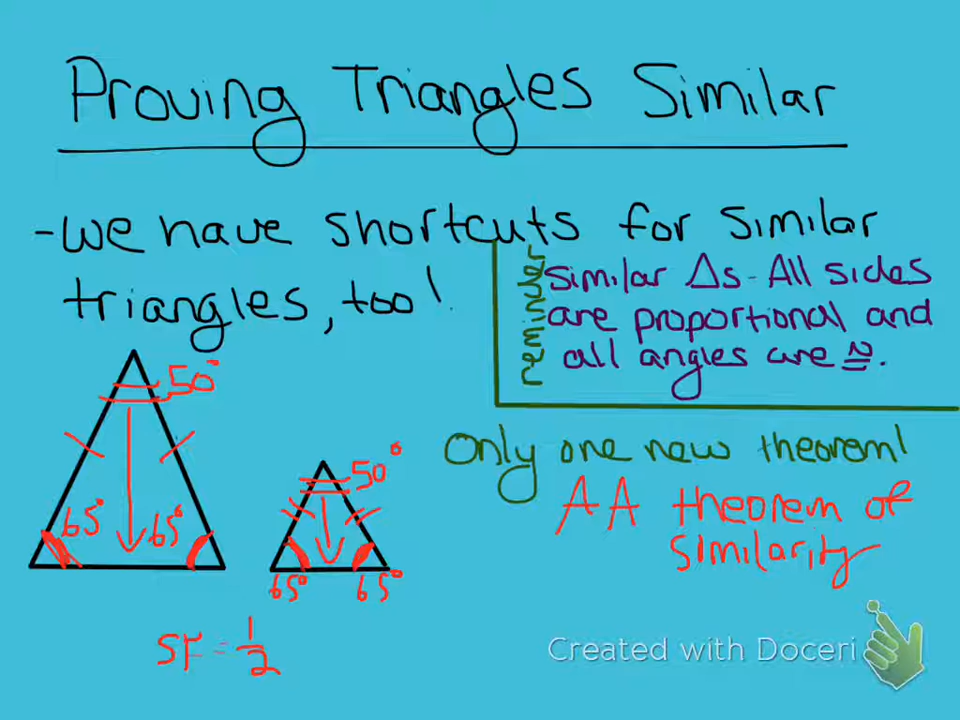 Proving Triangles Similar
-we have shortcuts for similar
triangles, too!
reminder
similar Δs - All sides
are proportional and
all angles are ≅.
50°
65° 65°
50°
65° 65°
SF = 1/2
Only one new theorem!
AA theorem of
similarity
Created with Doceri